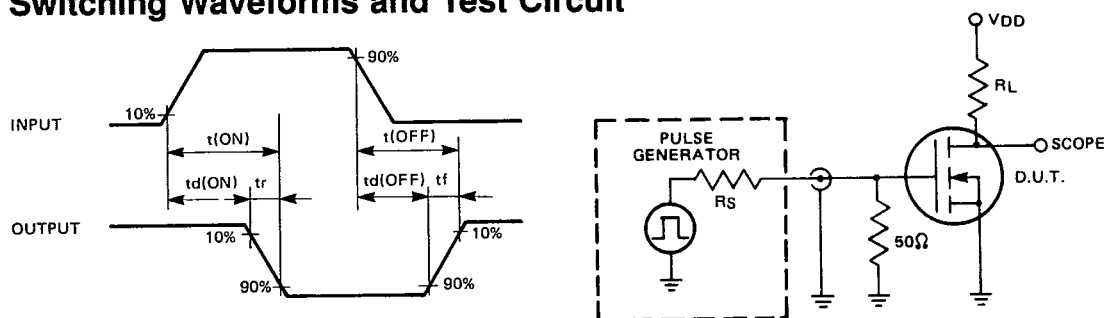 Switching Waveforms and Test Circuit
INPUT
10%
90%
t(ON)
t(OFF)
td(ON)
tr
td(OFF)
tf
OUTPUT
10%
90%
10%
90%
PULSE
GENERATOR
RS
50Ω
VDD
RL
SCOPE
D.U.T.